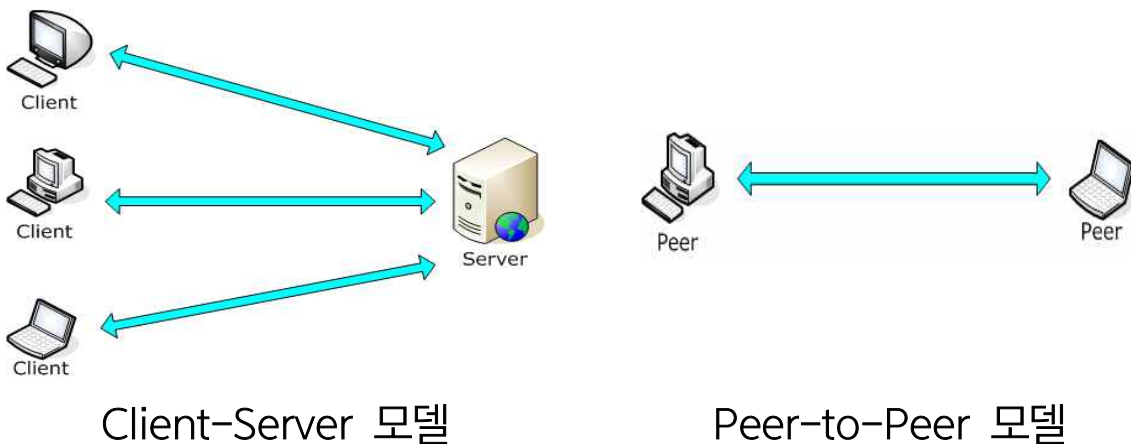 Client
Client
Server
Client
Peer
Peer
Client-Server 모델
Peer-to-Peer 모델